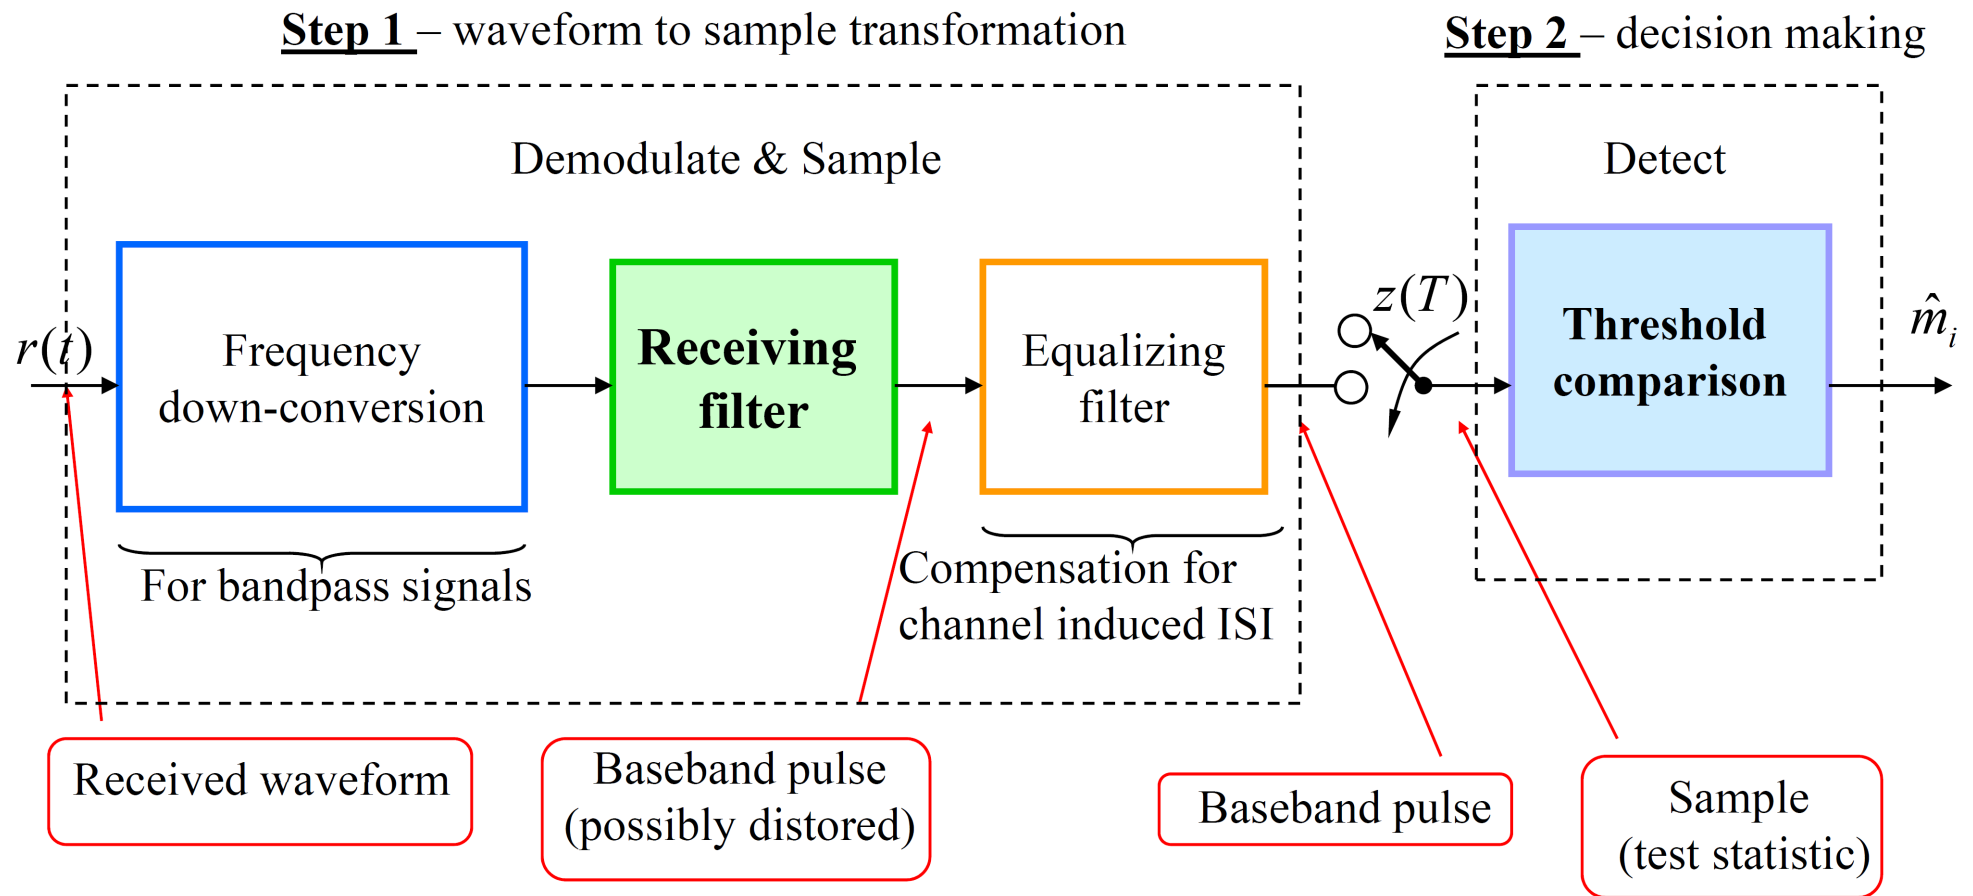 Step 1 – waveform to sample transformation
Step 2 – decision making
Demodulate & Sample
Detect
r(t)
Frequency
down-conversion
Receiving
filter
Equalizing
filter
z(T)
Threshold
comparison
m̂ᵢ
For bandpass signals
Compensation for
channel induced ISI
Received waveform
Baseband pulse
(possibly distored)
Baseband pulse
Sample
(test statistic)